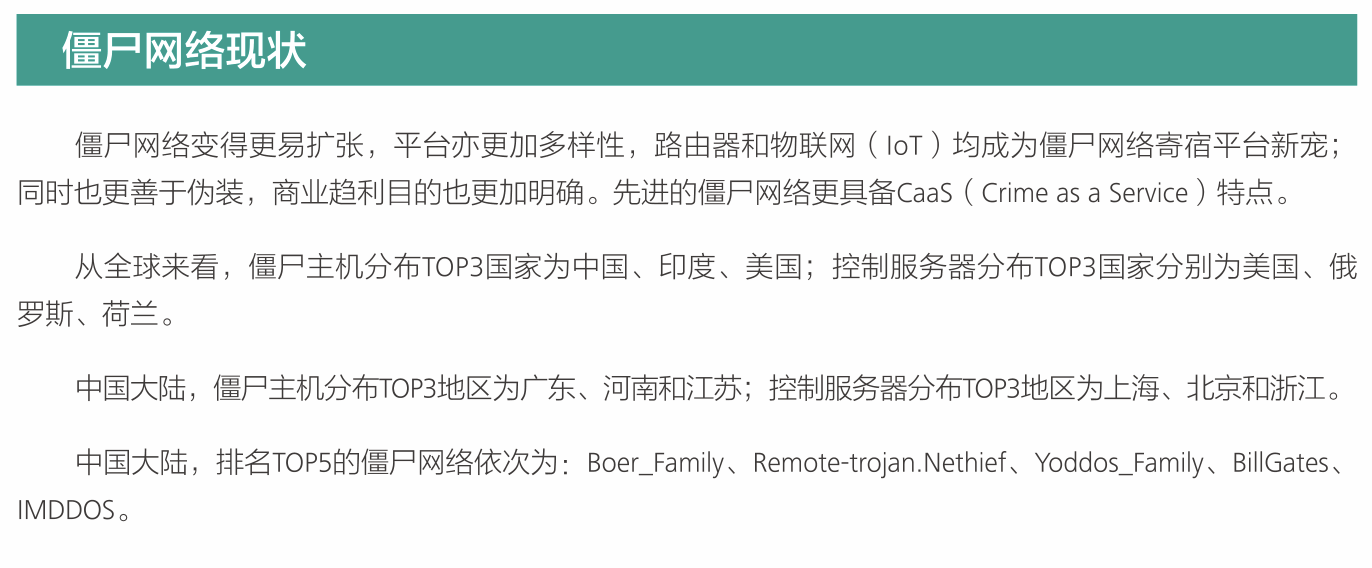 僵尸网络现状
僵尸网络变得更易扩张，平台亦更加多样性，路由器和物联网（IoT）均成为僵尸网络寄宿平台新宠；
同时也更善于伪装，商业趋利目的也更加明确。先进的僵尸网络更具备CaaS（Crime as a Service）特点。
从全球来看，僵尸主机分布TOP3国家为中国、印度、美国；控制服务器分布TOP3国家分别为美国、俄
罗斯、荷兰。
中国大陆，僵尸主机分布TOP3地区为广东、河南和江苏；控制服务器分布TOP3地区为上海、北京和浙江。
中国大陆，排名TOP5的僵尸网络依次为：Boer_Family、Remote-trojan.Nethief、Yoddos_Family、BillGates、
IMDDOS。